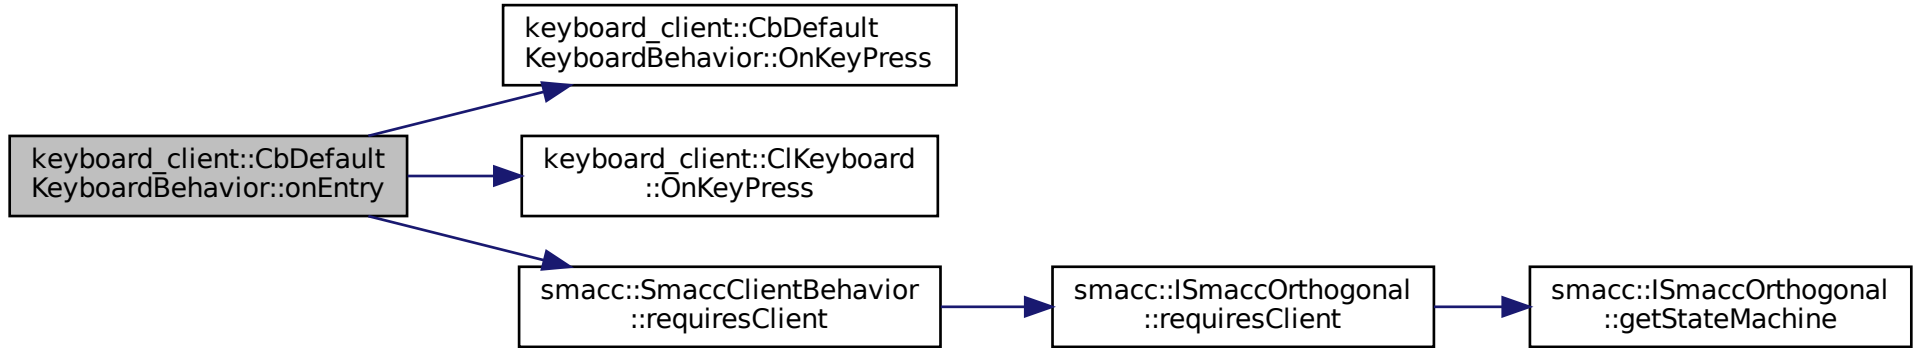 keyboard_client::CbDefault
KeyboardBehavior::OnKeyPress
keyboard_client::CbDefault
KeyboardBehavior::onEntry
keyboard_client::ClKeyboard
::OnKeyPress
smacc::SmaccClientBehavior
::requiresClient
smacc::ISmaccOrthogonal
::requiresClient
smacc::ISmaccOrthogonal
::getStateMachine